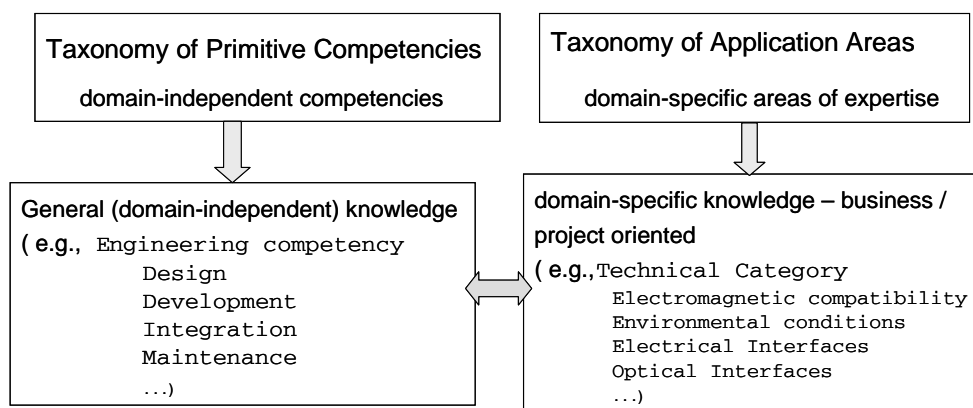 Taxonomy of Primitive Competencies
domain-independent competencies
Taxonomy of Application Areas
domain-specific areas of expertise
General (domain-independent) knowledge
( e.g., Engineering competency
Design
Development
Integration
Maintenance
...)
domain-specific knowledge – business /
project oriented
( e.g.,Technical Category
Electromagnetic compatibility
Environmental conditions
Electrical Interfaces
Optical Interfaces
...)